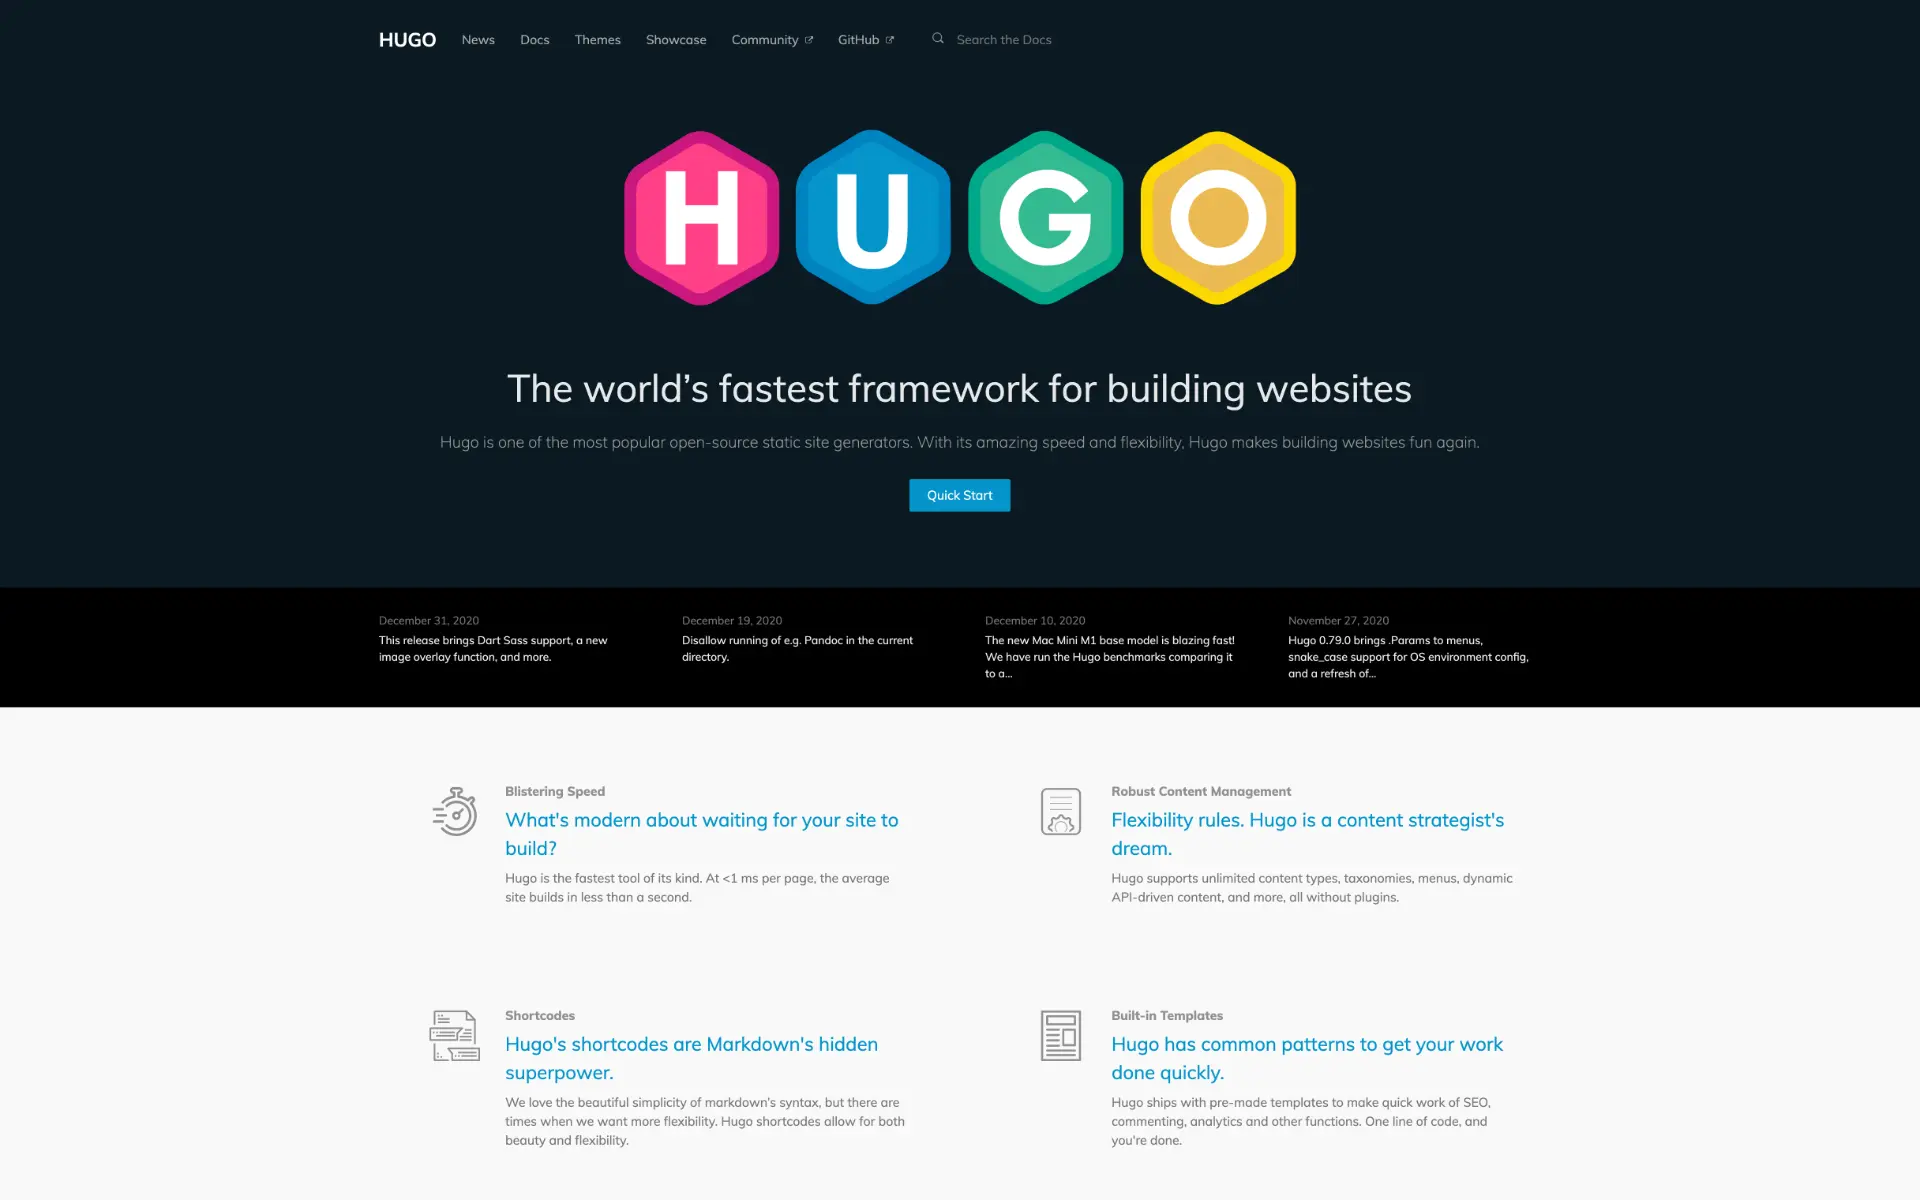 HUGO News Docs Themes Showcase Community GitHub Search the Docs
HUGO
The world’s fastest framework for building websites
Hugo is one of the most popular open-source static site generators. With its amazing speed and flexibility, Hugo makes building websites fun again.
Quick Start
December 31, 2020
This release brings Dart Sass support, a new
image overlay function, and more.
December 19, 2020
Disallow running of e.g. Pandoc in the current
directory.
December 10, 2020
The new Mac Mini M1 base model is blazing fast!
We have run the Hugo benchmarks comparing it
to a...
November 27, 2020
Hugo 0.79.0 brings .Params to menus,
snake_case support for OS environment config,
and a refresh of...
Blistering Speed
What's modern about waiting for your site to
build?
Hugo is the fastest tool of its kind. At <1 ms per page, the average
site builds in less than a second.
Robust Content Management
Flexibility rules. Hugo is a content strategist's
dream.
Hugo supports unlimited content types, taxonomies, menus, dynamic
API-driven content, and more, all without plugins.
Shortcodes
Hugo's shortcodes are Markdown's hidden
superpower.
We love the beautiful simplicity of markdown’s syntax, but there are
times when we want more flexibility. Hugo shortcodes allow for both
beauty and flexibility.
Built-in Templates
Hugo has common patterns to get your work
done quickly.
Hugo ships with pre-made templates to make quick work of SEO,
commenting, analytics and other functions. One line of code, and
you're done.